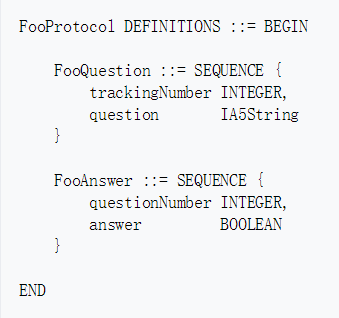 FooProtocol DEFINITIONS ::= BEGIN
FooQuestion ::= SEQUENCE {
trackingNumber INTEGER,
question IA5String
}
FooAnswer ::= SEQUENCE {
questionNumber INTEGER,
answer BOOLEAN
}
END